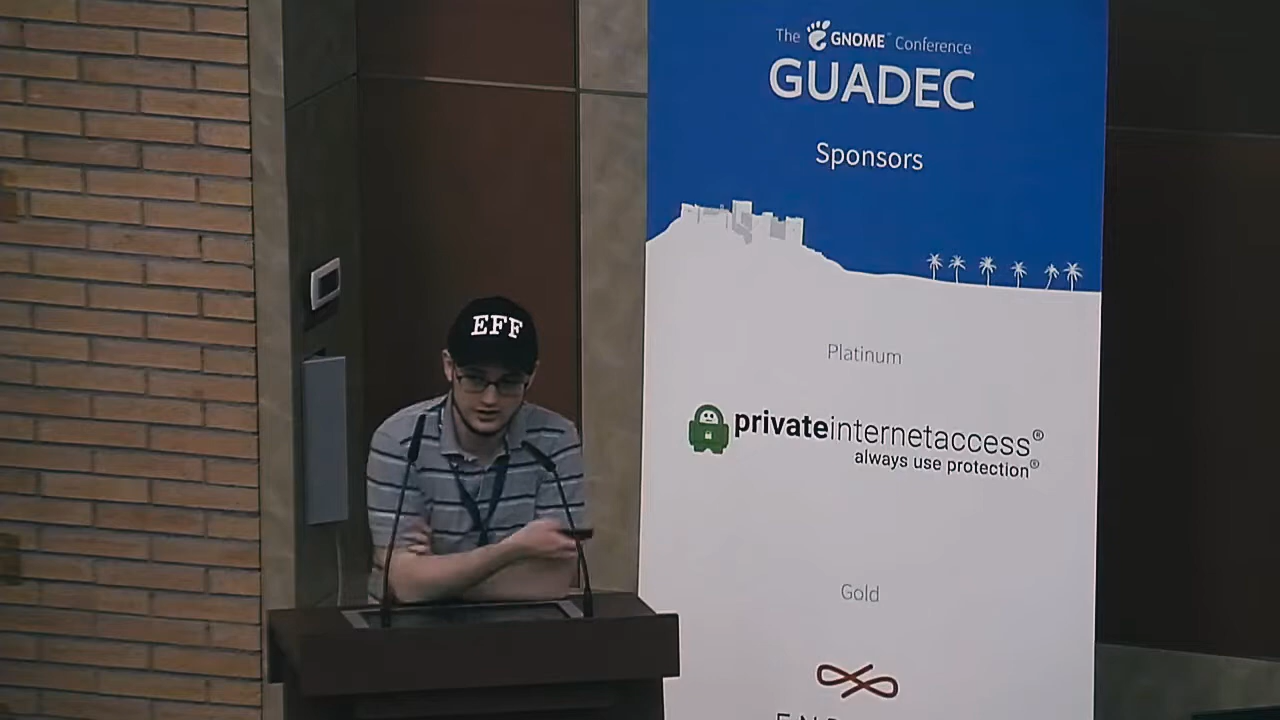 The GNOME Conference
GUADEC
Sponsors
EFF
Platinum
privateinternetaccess®
always use protection®
Gold